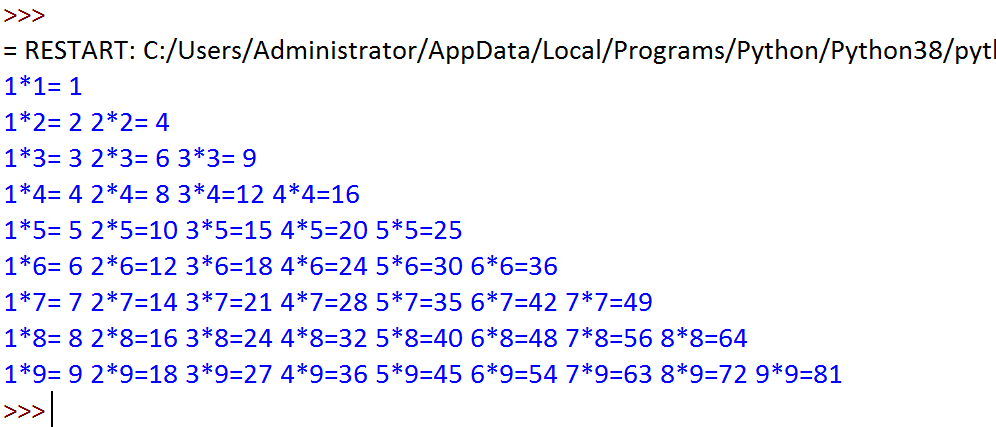 >>>
= RESTART: C:/Users/Administrator/AppData/Local/Programs/Python/Python38/pyt
1*1= 1
1*2= 2 2*2= 4
1*3= 3 2*3= 6 3*3= 9
1*4= 4 2*4= 8 3*4=12 4*4=16
1*5= 5 2*5=10 3*5=15 4*5=20 5*5=25
1*6= 6 2*6=12 3*6=18 4*6=24 5*6=30 6*6=36
1*7= 7 2*7=14 3*7=21 4*7=28 5*7=35 6*7=42 7*7=49
1*8= 8 2*8=16 3*8=24 4*8=32 5*8=40 6*8=48 7*8=56 8*8=64
1*9= 9 2*9=18 3*9=27 4*9=36 5*9=45 6*9=54 7*9=63 8*9=72 9*9=81
>>>